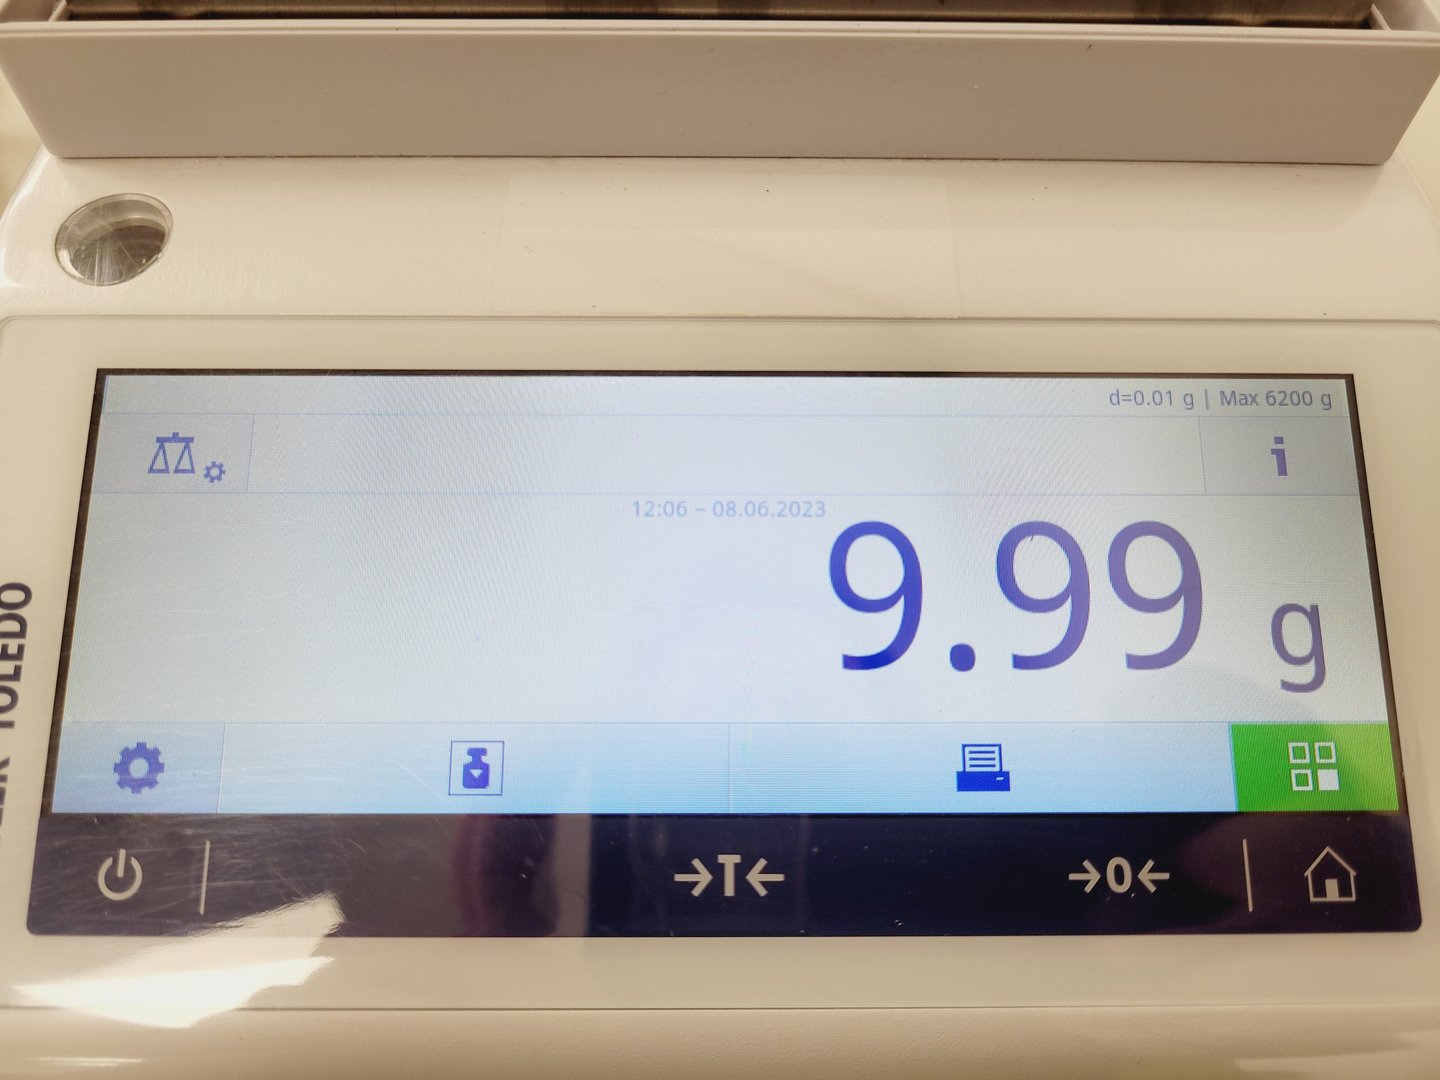 d=0.01 g | Max 6200 g
i
12:06 – 08.06.2023
9.99 g
TOLEDO
→T←
→0←